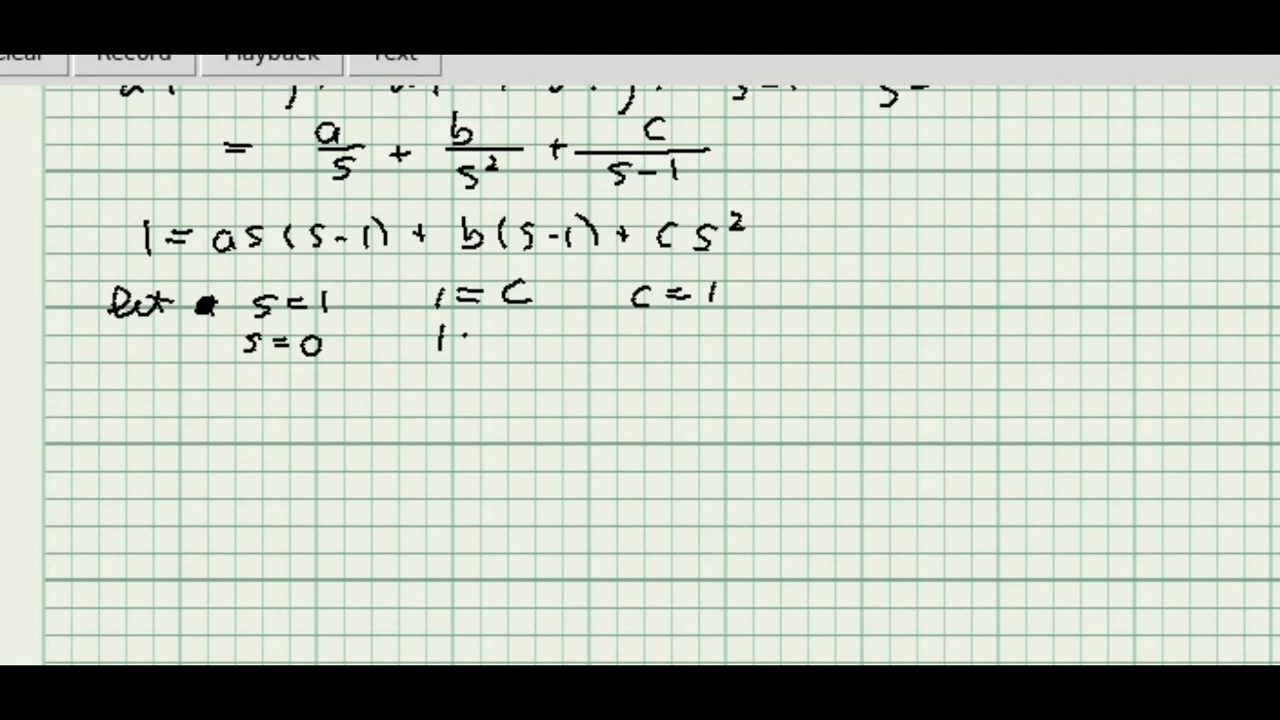 Record Playback Text
= a/s + b/s² + c/s-1
1 = as(s-1) + b(s-1) + cs²
let s=1 1=C c=1
s=0 1